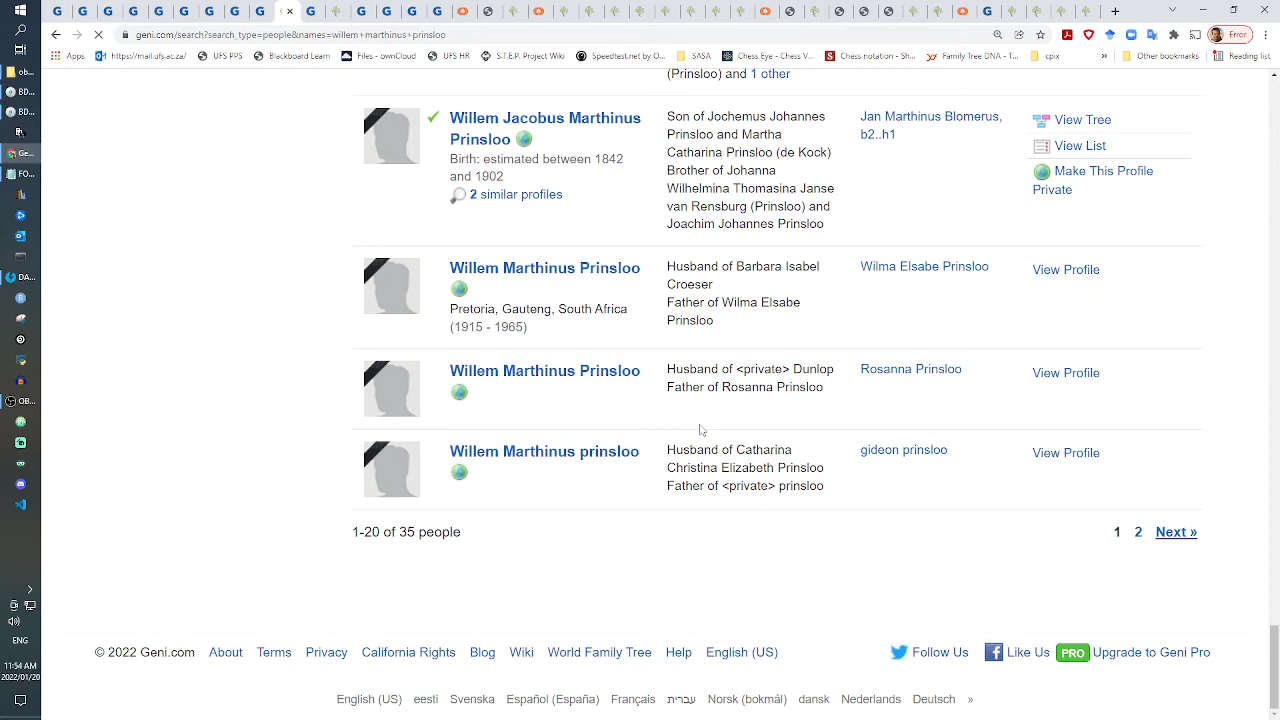 geni.com/search?search_type=people&names=willem+marthinus+prinsloo
Error
Apps
https://mail.ufs.ac.za/
UFS PPS
Blackboard Learn
Files - ownCloud
UFS HR
S.T.E.P. Project Wiki
Speedtest.net by O...
SASA
Chess Eye - Chess V...
Chess notation - Sh...
Family Tree DNA - T...
cpix
»
Other bookmarks
Reading list
(Prinsloo) and 1 other
Willem Jacobus Marthinus
Prinsloo
Birth: estimated between 1842
and 1902
2 similar profiles
Son of Jochemus Johannes
Prinsloo and Martha
Catharina Prinsloo (de Kock)
Brother of Johanna
Wilhelmina Thomasina Janse
van Rensburg (Prinsloo) and
Joachim Johannes Prinsloo
Jan Marthinus Blomerus,
b2..h1
View Tree
View List
Make This Profile
Private
Willem Marthinus Prinsloo
Pretoria, Gauteng, South Africa
(1915 - 1965)
Husband of Barbara Isabel
Croeser
Father of Wilma Elsabe
Prinsloo
Wilma Elsabe Prinsloo
View Profile
Willem Marthinus Prinsloo
Husband of <private> Dunlop
Father of Rosanna Prinsloo
Rosanna Prinsloo
View Profile
Willem Marthinus prinsloo
Husband of Catharina
Christina Elizabeth Prinsloo
Father of <private> prinsloo
gideon prinsloo
View Profile
1-20 of 35 people
1 2 Next »
© 2022 Geni.com About Terms Privacy California Rights Blog Wiki World Family Tree Help English (US)
Follow Us Like Us PRO Upgrade to Geni Pro
English (US) eesti Svenska Español (España) Français עברית Norsk (bokmål) dansk Nederlands Deutsch »
ENG
11:54 AM
2022/01/20